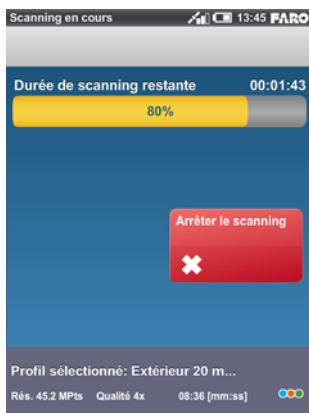 Scanning en cours 13:45 FARO
Durée de scanning restante 00:01:43
80%
Arrêter le scanning
Profil sélectionné: Extérieur 20 m...
Rés. 45.2 MPts Qualité 4x 08:36 [mm:ss]